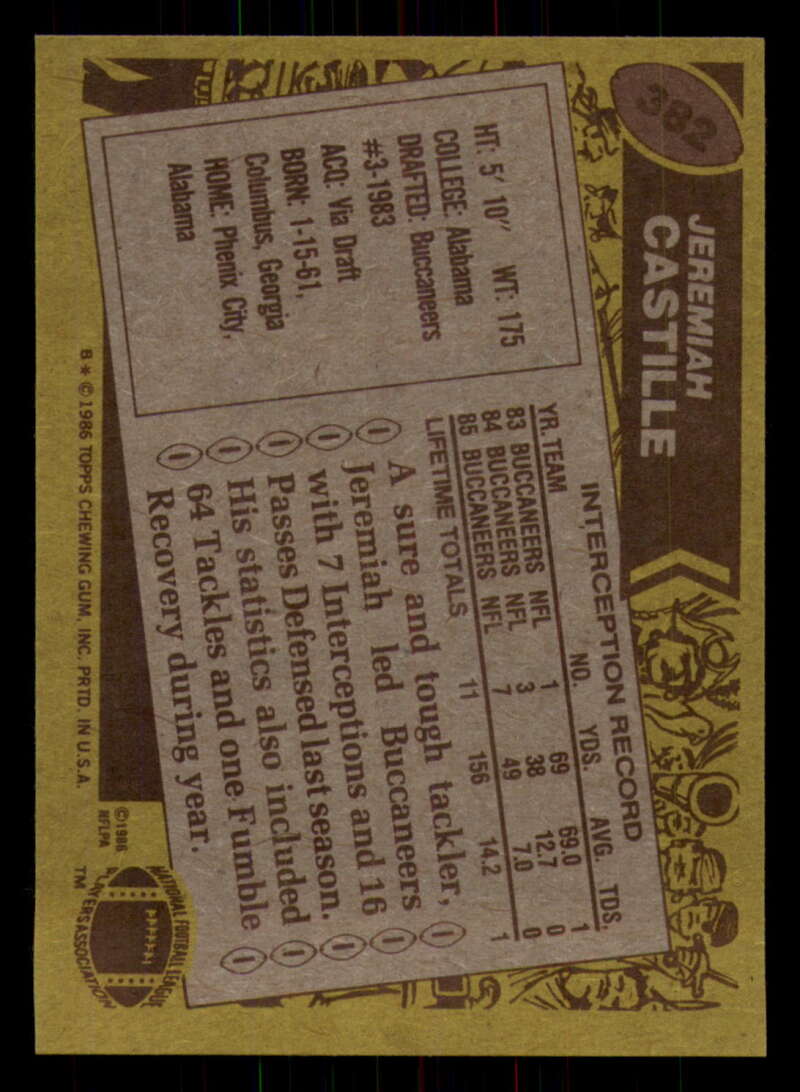 382
JEREMIAH
CASTILLE
HT: 5' 10" WT: 175
COLLEGE: Alabama
DRAFTED: Buccaneers
#3-1983
ACQ: Via Draft
BORN: 1-15-61,
Columbus, Georgia
HOME: Phenix City,
Alabama
INTERCEPTION RECORD
YR. TEAM NO. YDS. AVG. TDS.
83 BUCCANEERS NFL 1 69 69.0 1
84 BUCCANEERS NFL 3 38 12.7 0
85 BUCCANEERS NFL 7 49 7.0 0
LIFETIME TOTALS 11 156 14.2 1
A sure and tough tackler,
Jeremiah led Buccaneers
with 7 Interceptions and 16
Passes Defensed last season.
His statistics also included
64 Tackles and one Fumble
Recovery during year.
B * © 1986 TOPPS CHEWING GUM, INC. PRTD. IN U.S.A.
©1986
NFLPA
NATIONAL FOOTBALL LEAGUE
PLAYERS ASSOCIATION
TM